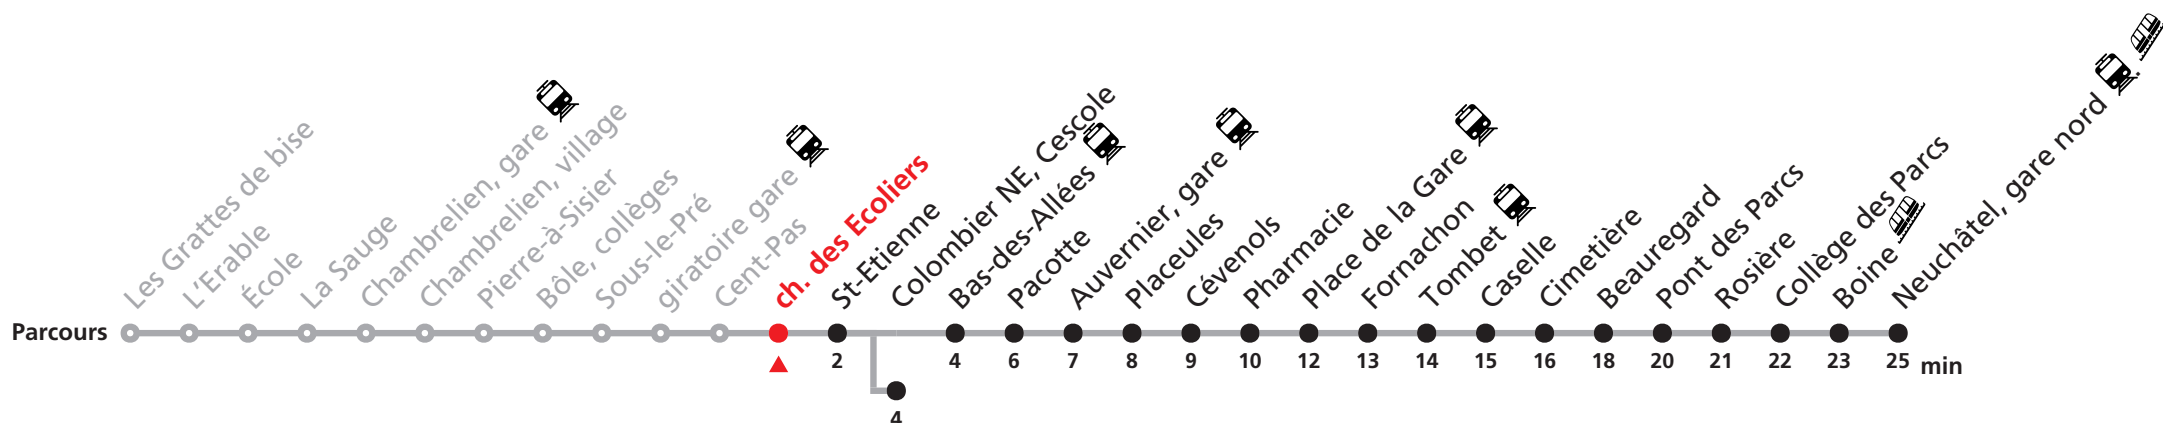 Parcours
Les Grattes de bise
L'Erable
École
La Sauge
Chambrelien, gare
Chambrelien, village
Pierre-à-Sisier
Bôle, collèges
Sous-le-Pré
giratoire gare
Cent-Pas
ch. des Ecoliers
St-Etienne
Colombier NE, Cescole
Bas-des-Allées
Pacotte
Auvernier, gare
Placeules
Cévenols
Pharmacie
Place de la Gare
Fornachon
Tombet
Caselle
Cimetière
Beauregard
Pont des Parcs
Rosière
Collège des Parcs
Boine
Neuchâtel, gare nord
2 4 6 7 8 9 10 12 13 14 15 16 18 20 21 22 23 25 min
4